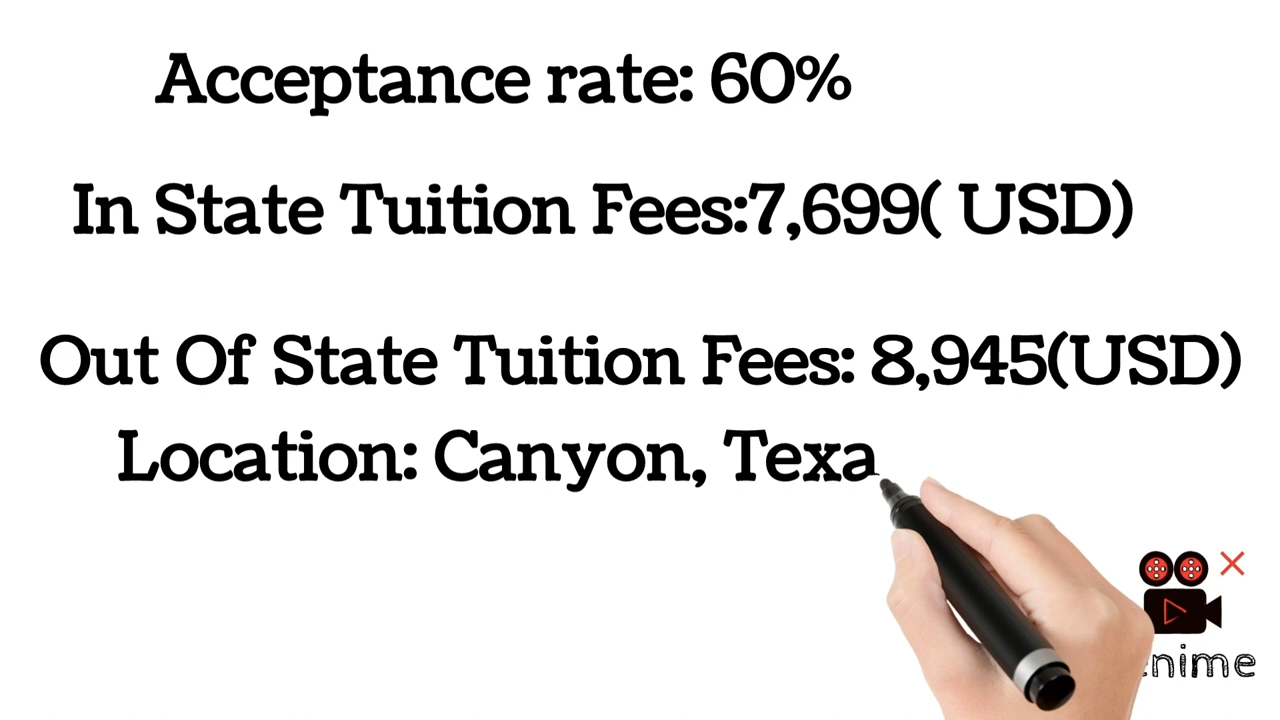 Acceptance rate: 60%
In State Tuition Fees:7,699( USD)
Out Of State Tuition Fees: 8,945(USD)
Location: Canyon, Texa